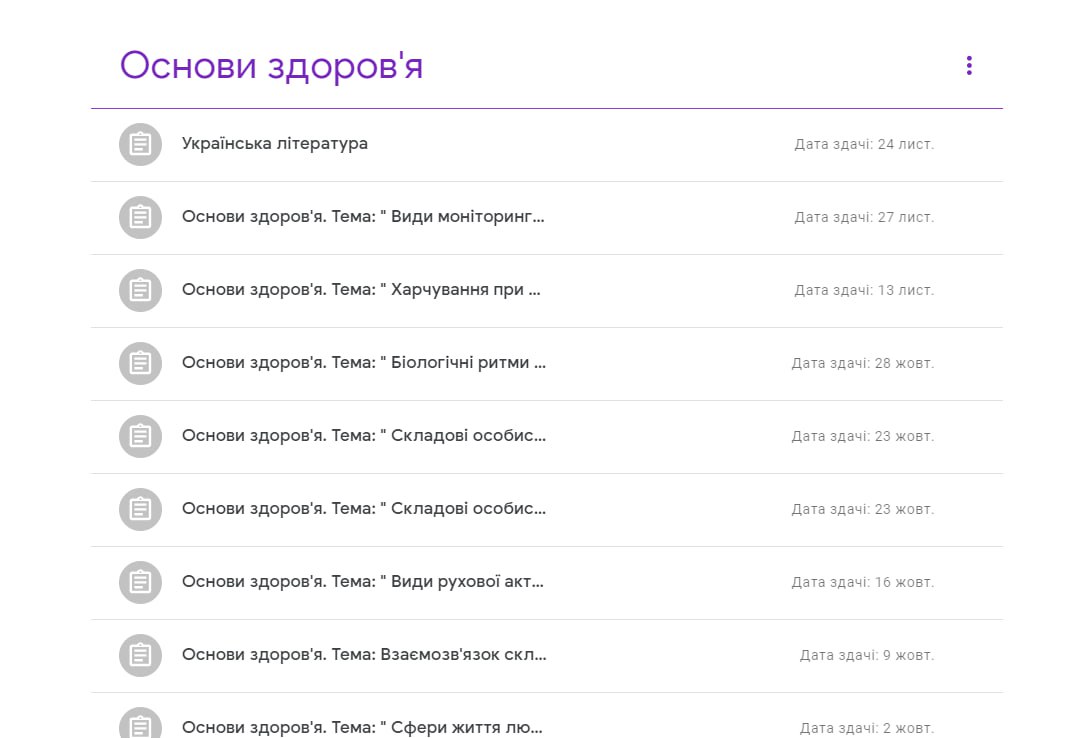 Основи здоров'я
Українська література Дата здачі: 24 лист.
Основи здоров'я. Тема: " Види моніторинг... Дата здачі: 27 лист.
Основи здоров'я. Тема: " Харчування при ... Дата здачі: 13 лист.
Основи здоров'я. Тема: " Біологічні ритми ... Дата здачі: 28 жовт.
Основи здоров'я. Тема: " Складові особис... Дата здачі: 23 жовт.
Основи здоров'я. Тема: " Складові особис... Дата здачі: 23 жовт.
Основи здоров'я. Тема: " Види рухової акт... Дата здачі: 16 жовт.
Основи здоров'я. Тема: Взаємозв'язок скл... Дата здачі: 9 жовт.
Основи здоров'я. Тема: " Сфери життя лю... Дата здачі: 2 жовт.